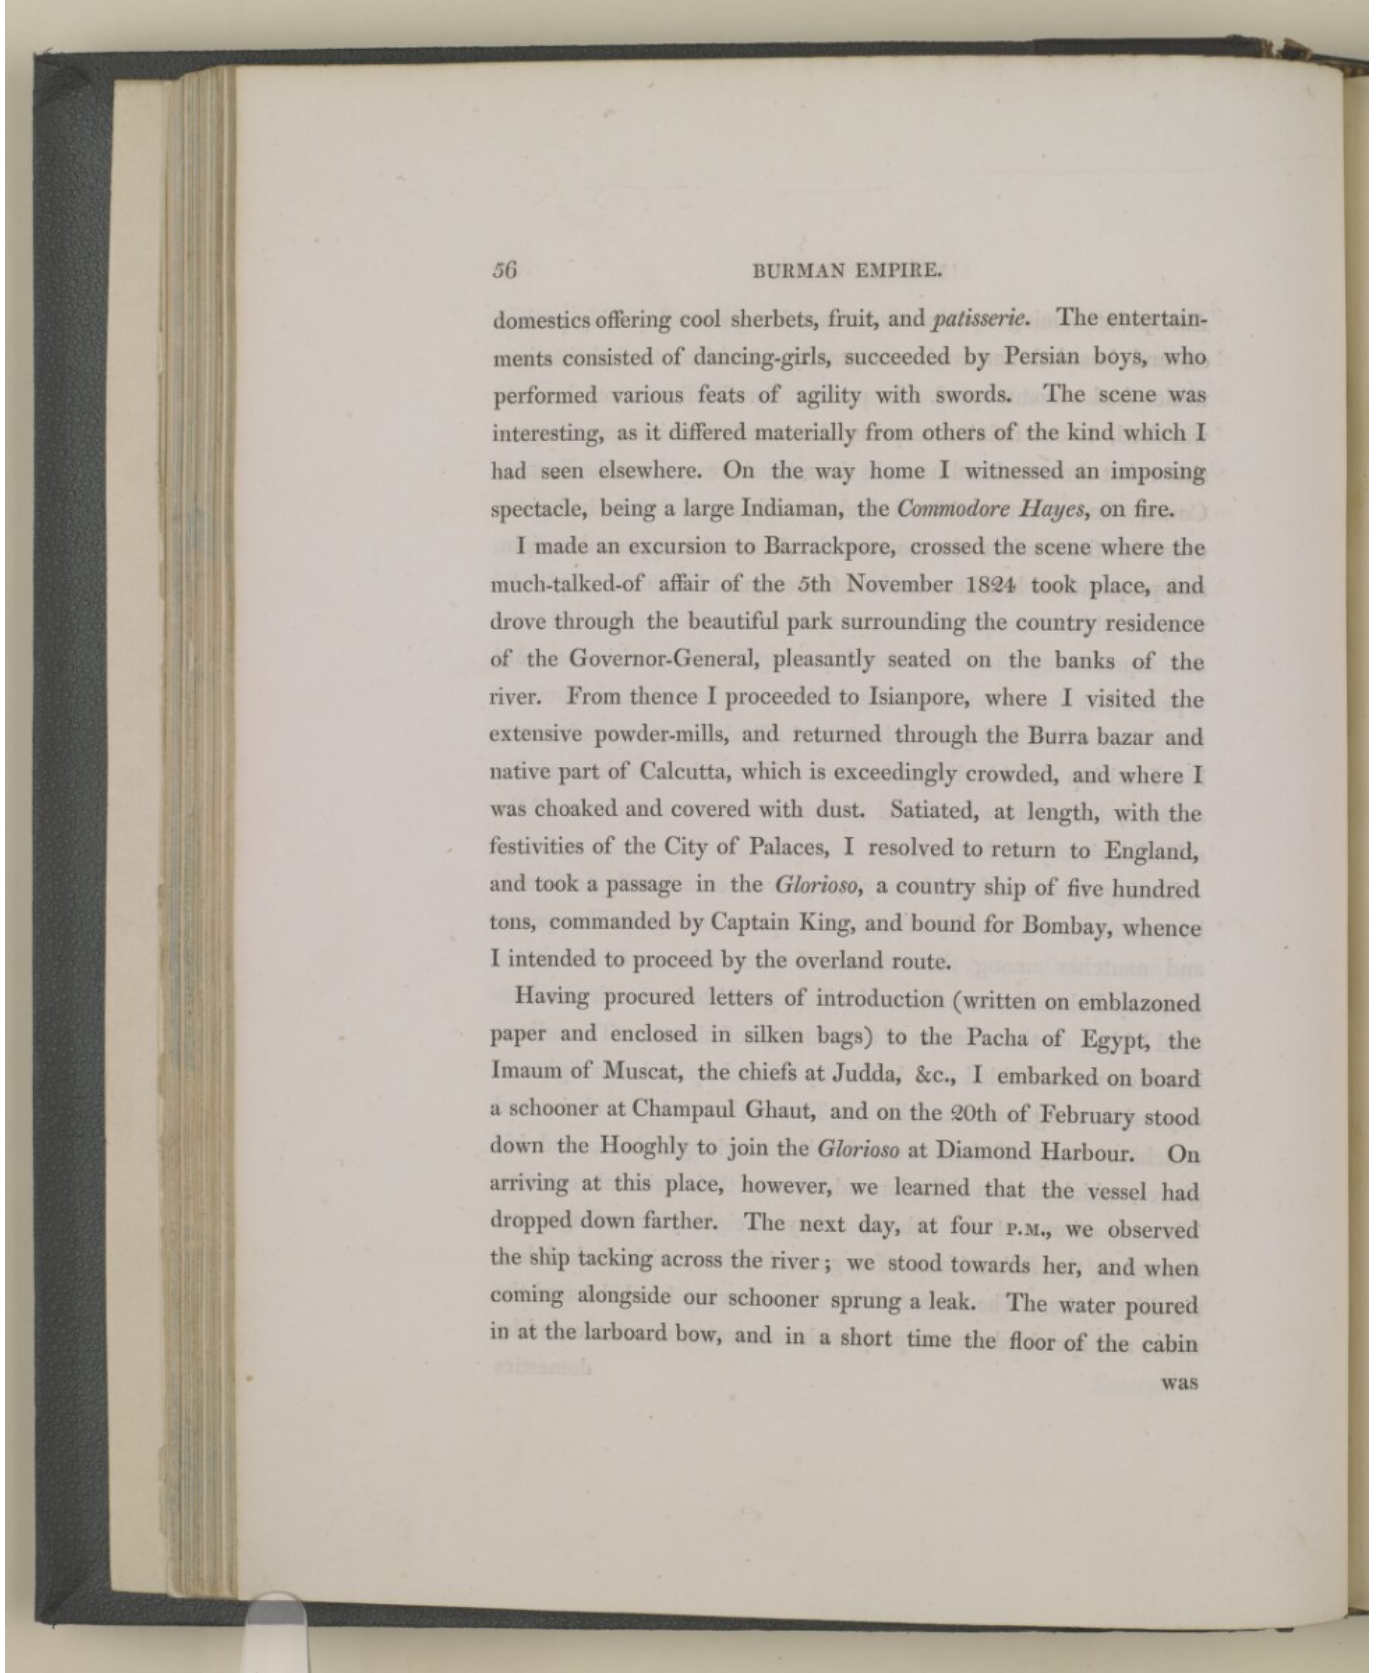 56 BURMAN EMPIRE.
domestics offering cool sherbets, fruit, and patisserie. The entertain-
ments consisted of dancing-girls, succeeded by Persian boys, who
performed various feats of agility with swords. The scene was
interesting, as it differed materially from others of the kind which I
had seen elsewhere. On the way home I witnessed an imposing
spectacle, being a large Indiaman, the Commodore Hayes, on fire.
I made an excursion to Barrackpore, crossed the scene where the
much-talked-of affair of the 5th November 1824 took place, and
drove through the beautiful park surrounding the country residence
of the Governor-General, pleasantly seated on the banks of the
river. From thence I proceeded to Isianpore, where I visited the
extensive powder-mills, and returned through the Burra bazar and
native part of Calcutta, which is exceedingly crowded, and where I
was choaked and covered with dust. Satiated, at length, with the
festivities of the City of Palaces, I resolved to return to England,
and took a passage in the Glorioso, a country ship of five hundred
tons, commanded by Captain King, and bound for Bombay, whence
I intended to proceed by the overland route.
Having procured letters of introduction (written on emblazoned
paper and enclosed in silken bags) to the Pacha of Egypt, the
Imaum of Muscat, the chiefs at Judda, &c., I embarked on board
a schooner at Champaul Ghaut, and on the 20th of February stood
down the Hooghly to join the Glorioso at Diamond Harbour. On
arriving at this place, however, we learned that the vessel had
dropped down farther. The next day, at four P.M., we observed
the ship tacking across the river; we stood towards her, and when
coming alongside our schooner sprung a leak. The water poured
in at the larboard bow, and in a short time the floor of the cabin
was